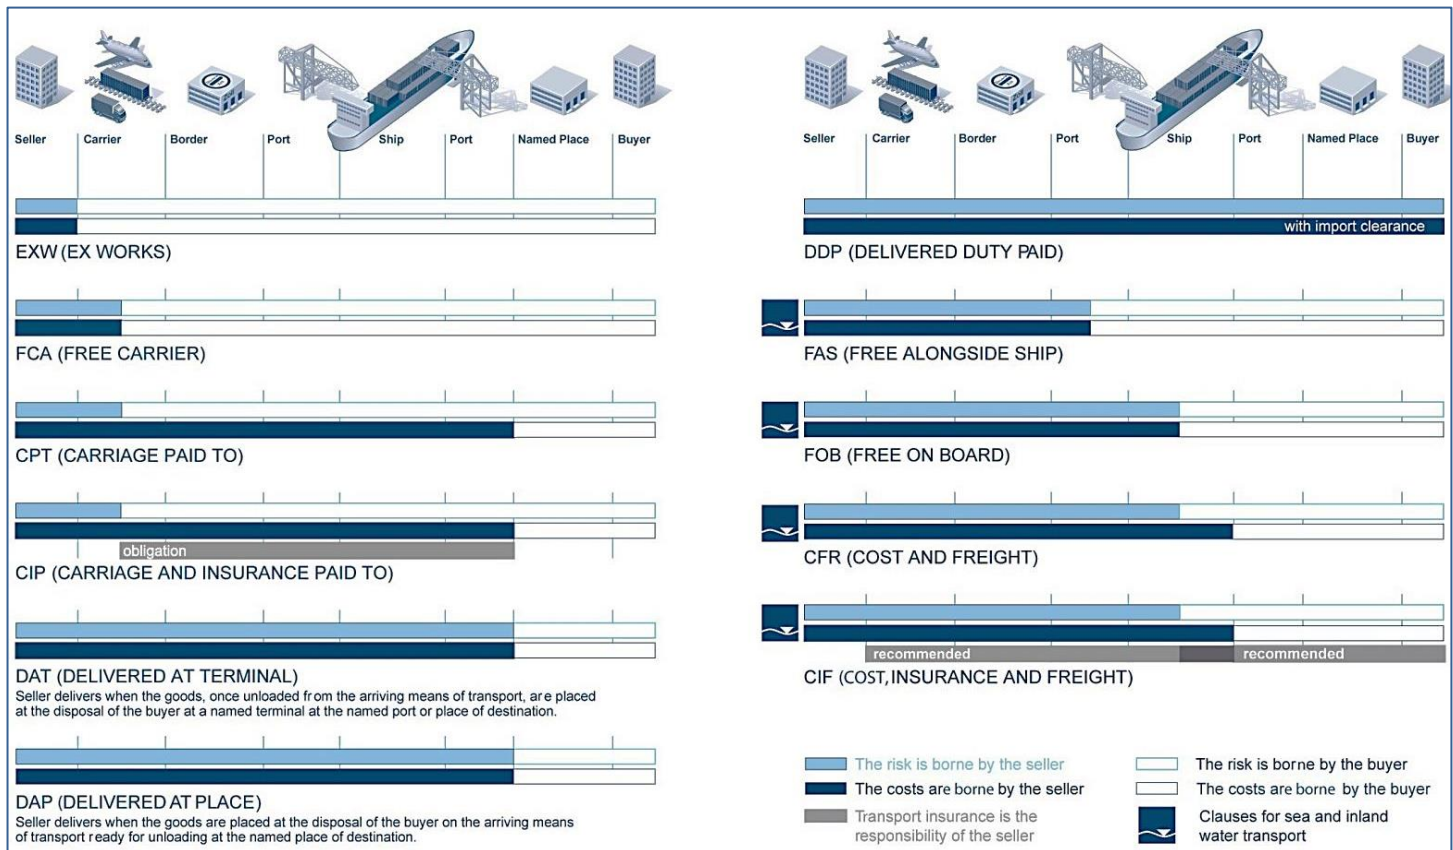 Seller Carrier Border Port Ship Port Named Place Buyer
EXW (EX WORKS)
FCA (FREE CARRIER)
CPT (CARRIAGE PAID TO)
obligation
CIP (CARRIAGE AND INSURANCE PAID TO)
DAT (DELIVERED AT TERMINAL)
Seller delivers when the goods, once unloaded from the arriving means of transport, are placed
at the disposal of the buyer at a named terminal at the named port or place of destination.
DAP (DELIVERED AT PLACE)
Seller delivers when the goods are placed at the disposal of the buyer on the arriving means
of transport ready for unloading at the named place of destination.
Seller Carrier Border Port Ship Port Named Place Buyer
with import clearance
DDP (DELIVERED DUTY PAID)
FAS (FREE ALONGSIDE SHIP)
FOB (FREE ON BOARD)
CFR (COST AND FREIGHT)
recommended recommended
CIF (COST, INSURANCE AND FREIGHT)
The risk is borne by the seller
The costs are borne by the seller
Transport insurance is the
responsibility of the seller
The risk is borne by the buyer
The costs are borne by the buyer
Clauses for sea and inland
water transport